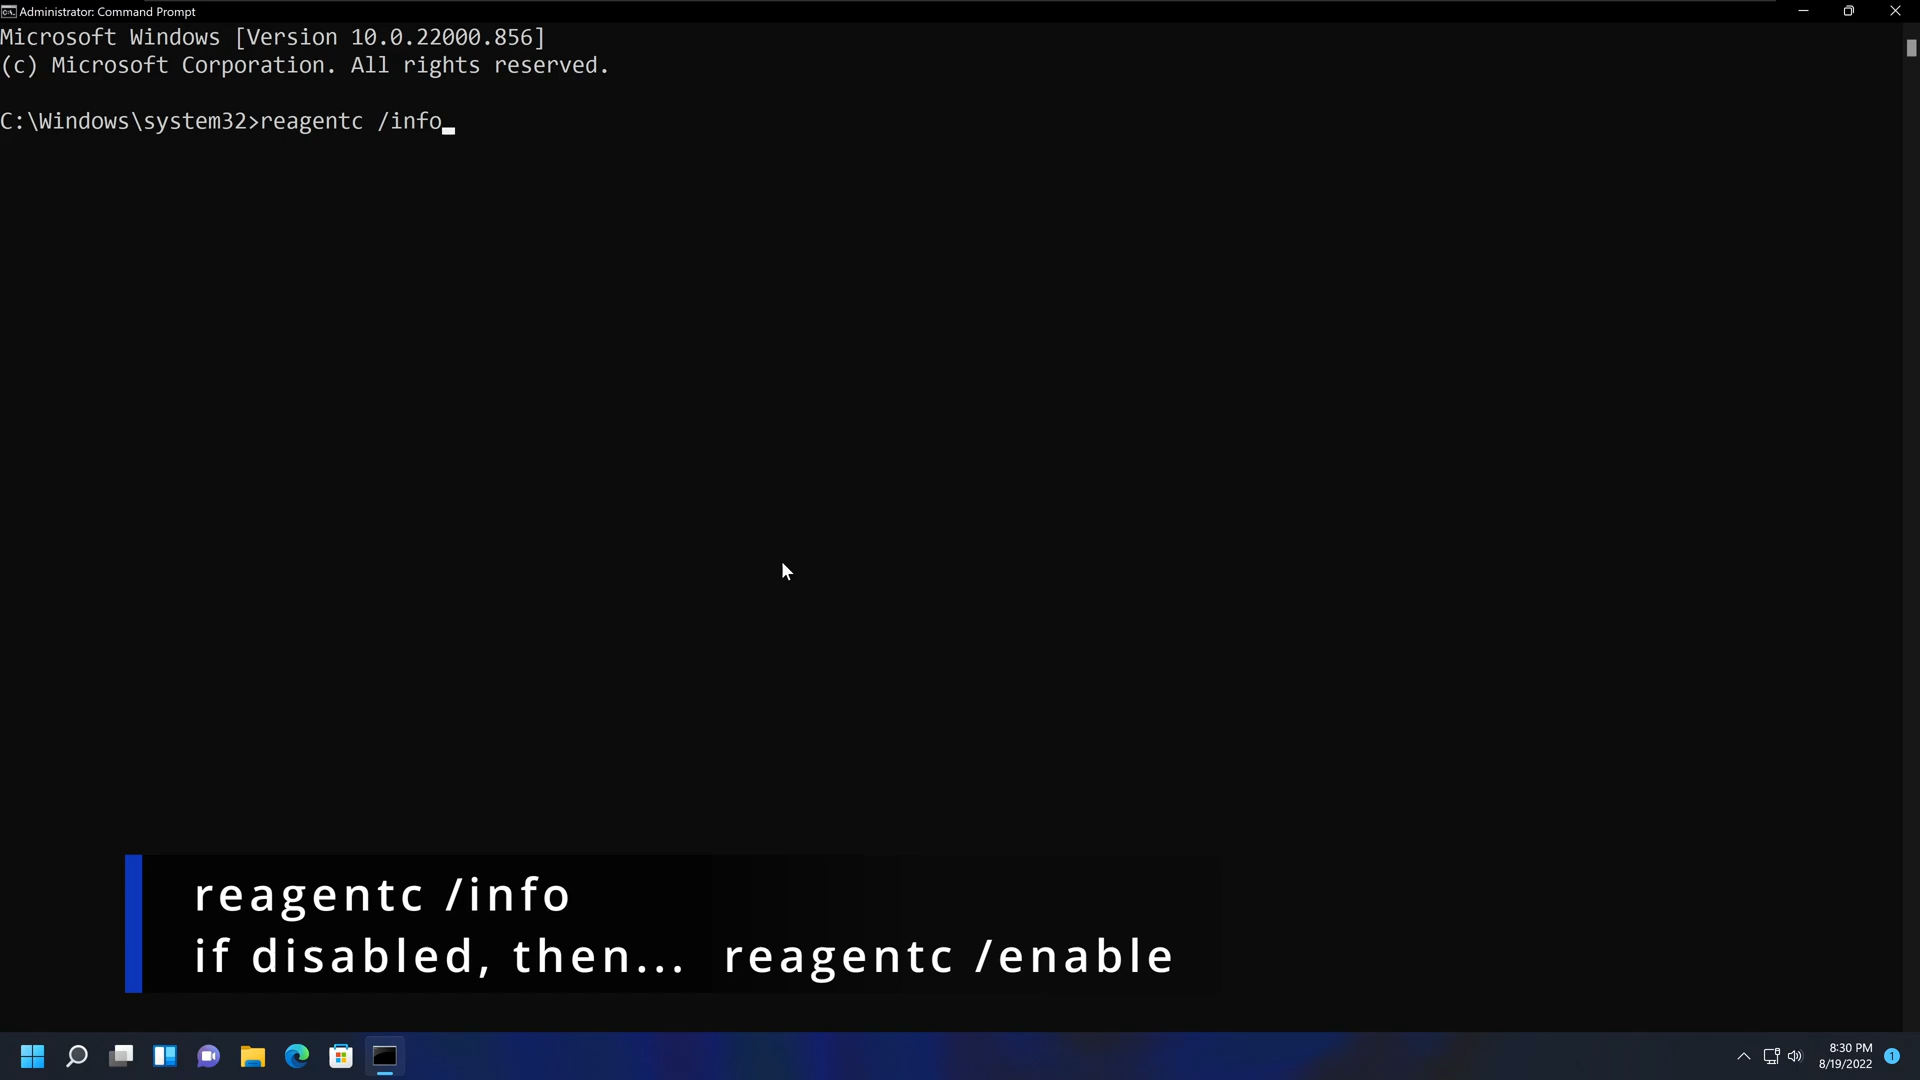 Administrator: Command Prompt
Microsoft Windows [Version 10.0.22000.856]
(c) Microsoft Corporation. All rights reserved.
C:\Windows\system32>reagentc /info
reagentc /info
if disabled, then... reagentc /enable
8:30 PM
8/19/2022
1